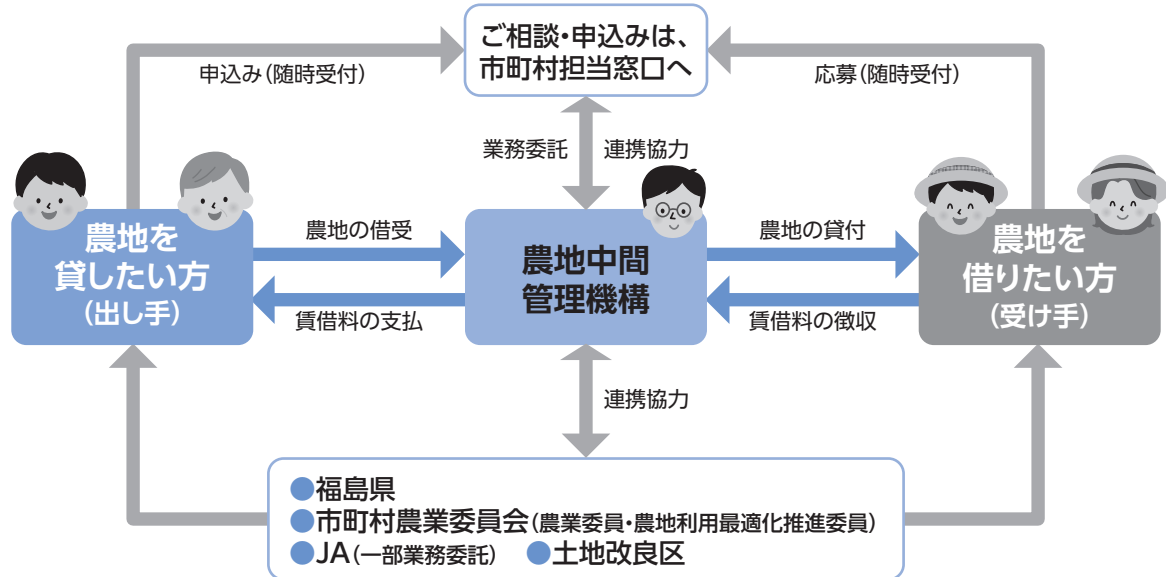 ご相談・申込みは、
市町村担当窓口へ
申込み（随時受付）
応募（随時受付）
業務委託
連携協力
農地を
貸したい方
（出し手）
農地の借受
賃借料の支払
農地中間
管理機構
農地の貸付
賃借料の徴収
農地を
借りたい方
（受け手）
連携協力
●福島県
●市町村農業委員会（農業委員・農地利用最適化推進委員）
●JA（一部業務委託） ●土地改良区